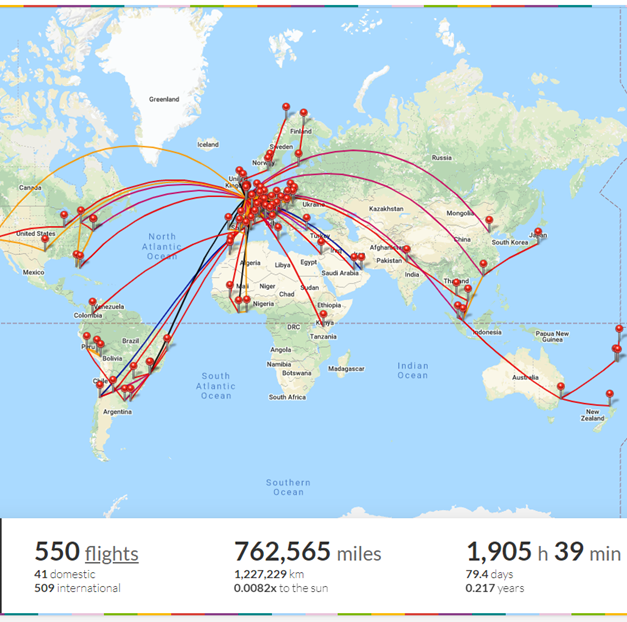 Greenland
Iceland
Finland
Sweden
Norway
Russia
Canada
Ukraine
Kazakhstan
Mongolia
United States
North
Atlantic
Ocean
Turkey
China
South Korea
Japan
Afghanistan
Iraq
Pakistan
Algeria
Libya
Egypt
Saudi Arabia
India
Mexico
Mali
Niger
Chad
Sudan
Thailand
Venezuela
Nigeria
Ethiopia
Colombia
Kenya
DRC
Indonesia
Papua New
Guinea
Peru
Brazil
Tanzania
Bolivia
Angola
Namibia
Botswana
Madagascar
Indian
Ocean
South
Atlantic
Ocean
Australia
Chile
South Africa
Argentina
New
Zealand
Southern
Ocean
550 flights
762,565 miles
1,905 h 39 min
41 domestic
1,227,229 km
79.4 days
509 international
0.0082x to the sun
0.217 years